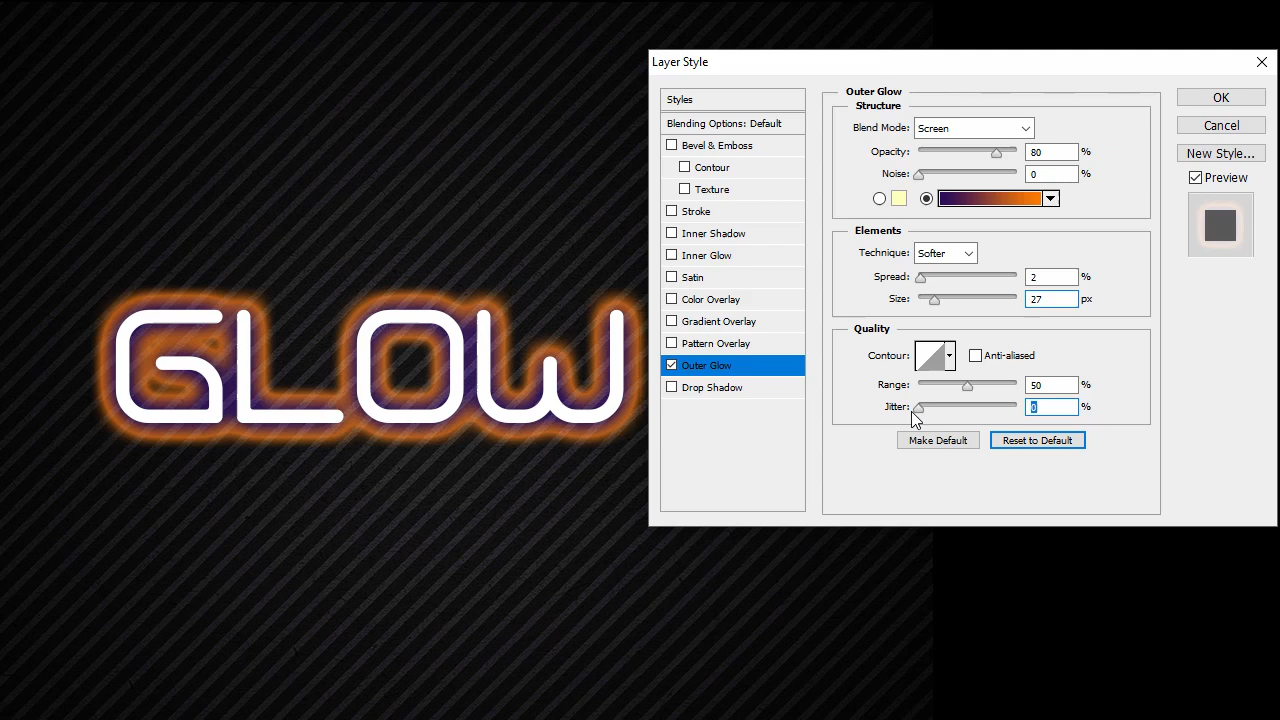 GLOW
Layer Style
Styles
Blending Options: Default
Bevel & Emboss
Contour
Texture
Stroke
Inner Shadow
Inner Glow
Satin
Color Overlay
Gradient Overlay
Pattern Overlay
Outer Glow
Drop Shadow
Outer Glow
Structure
Blend Mode: Screen
Opacity: 80 %
Noise: 0 %
Elements
Technique: Softer
Spread: 2 %
Size: 27 px
Quality
Contour: Anti-aliased
Range: 50 %
Jitter: 0 %
Make Default Reset to Default
OK
Cancel
New Style...
Preview